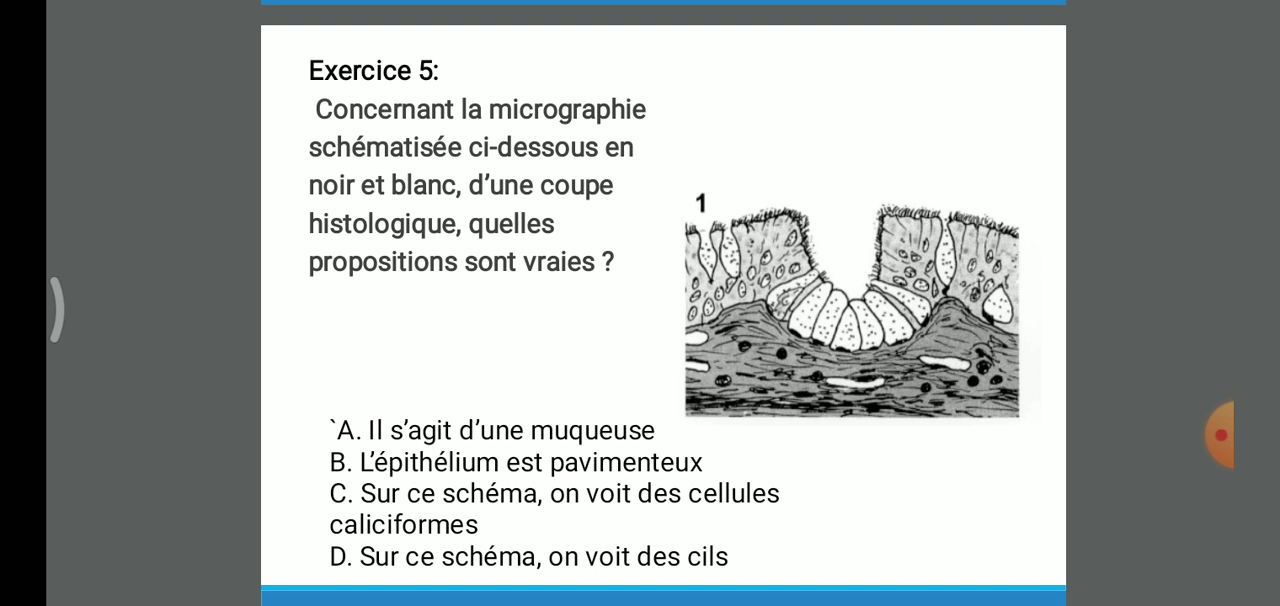 Exercice 5:
Concernant la micrographie
schématisée ci-dessous en
noir et blanc, d’une coupe
histologique, quelles
propositions sont vraies ?
1
`A. Il s’agit d’une muqueuse
B. L’épithélium est pavimenteux
C. Sur ce schéma, on voit des cellules
caliciformes
D. Sur ce schéma, on voit des cils